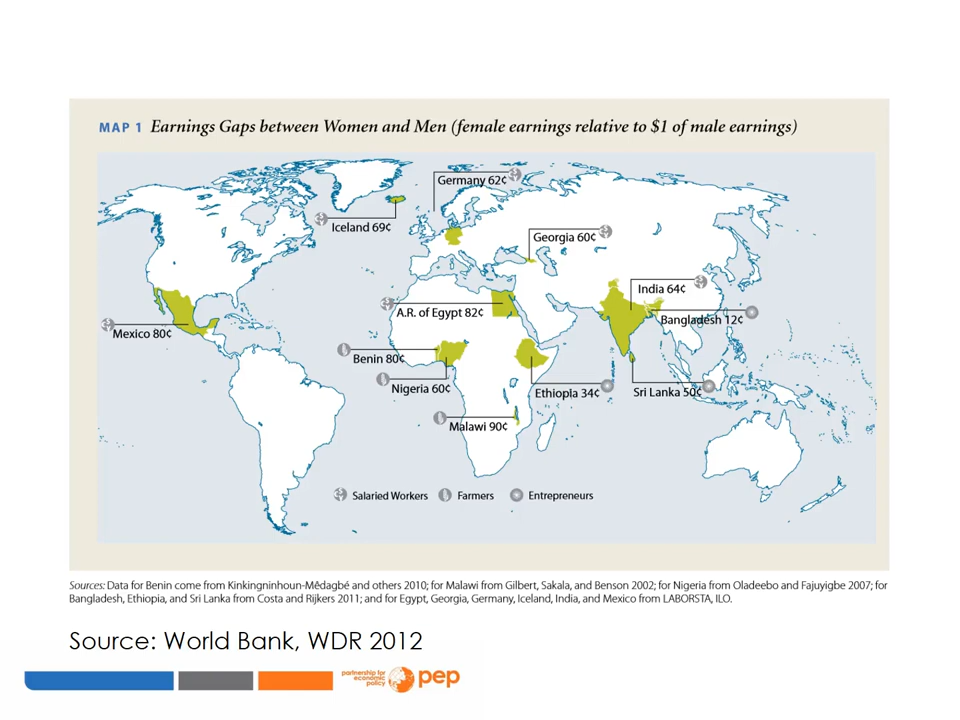 MAP 1 Earnings Gaps between Women and Men (female earnings relative to $1 of male earnings)
Germany 62¢
Iceland 69¢
Georgia 60¢
India 64¢
A.R. of Egypt 82¢
Bangladesh 12¢
Mexico 80¢
Benin 80¢
Nigeria 60¢
Ethiopia 34¢
Sri Lanka 50¢
Malawi 90¢
Salaried Workers Farmers Entrepreneurs
Sources: Data for Benin come from Kinkingninhoun-Mêdagbé and others 2010; for Malawi from Gilbert, Sakala, and Benson 2002; for Nigeria from Oladeebo and Fajuyigbe 2007; for
Bangladesh, Ethiopia, and Sri Lanka from Costa and Rijkers 2011; and for Egypt, Georgia, Germany, Iceland, India, and Mexico from LABORSTA, ILO.
Source: World Bank, WDR 2012
partnership for
economic
policy
pep